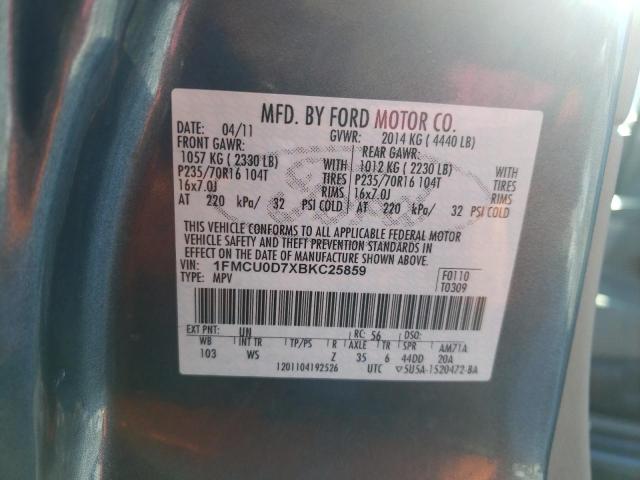 MFD. BY FORD MOTOR CO.
DATE: 04/11 GVWR: 2014 KG ( 4440 LB)
FRONT GAWR: REAR GAWR:
1057 KG ( 2330 LB) 1012 KG ( 2230 LB)
P235/70R16 104T TIRES P235/70R16 104T TIRES
16x7.0J RIMS 16x7.0J RIMS
AT 220 kPa/ 32 PSI COLD AT 220 kPa/ 32 PSI COLD
THIS VEHICLE CONFORMS TO ALL APPLICABLE FEDERAL MOTOR
VEHICLE SAFETY AND THEFT PREVENTION STANDARDS IN
EFFECT ON THE DATE OF MANUFACTURE SHOWN ABOVE.
VIN: 1FMCU0D7XBKC25859 F0110
TYPE: MPV T0309
EXT PNT: UN RC: 56 DSO:
WB INT TR TP/PS R AXLE TR SPR AM71A
103 WS Z 35 6 44DD 20A
1201104192526 UTC 5U5A-1520472-BA